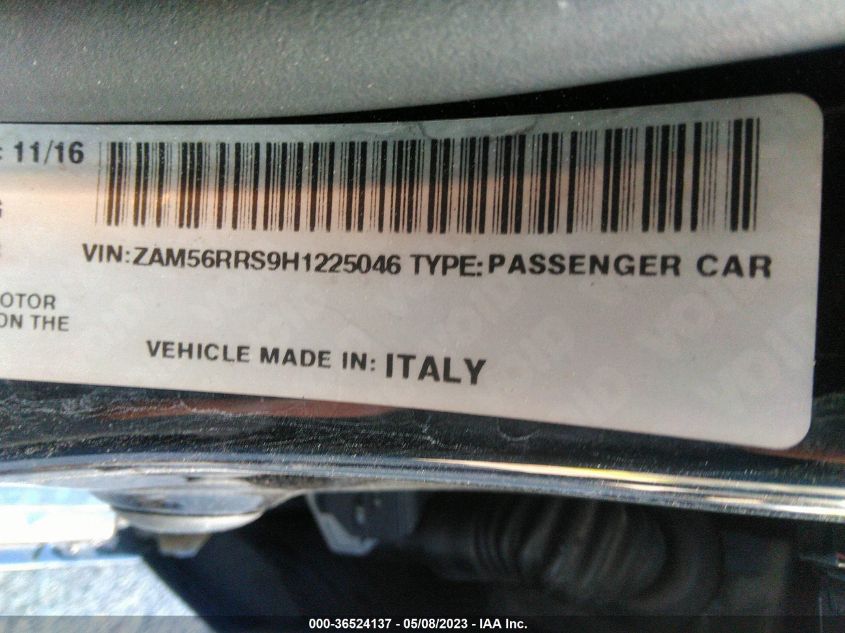 : 11/16
VIN:ZAM56RRS9H1225046 TYPE:PASSENGER CAR
OTOR
ON THE
VEHICLE MADE IN: ITALY
000-36524137 - 05/08/2023 - IAA Inc.